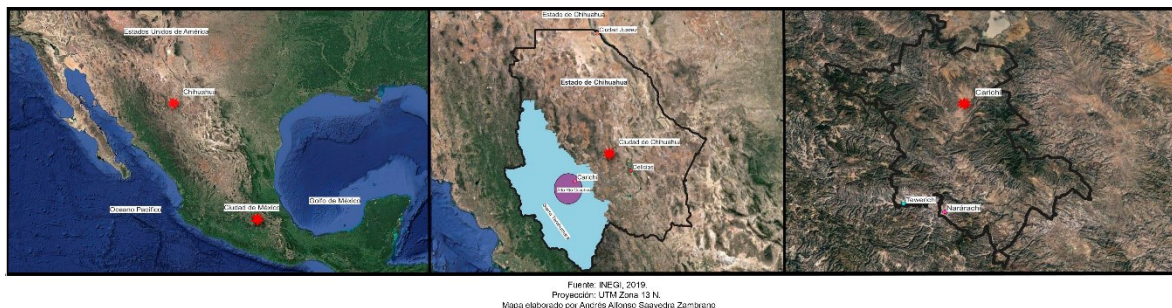 Estados Unidos de América
Chihuahua
Océano Pacífico
Golfo de México
Ciudad de México
Estado de Chihuahua
Ciudad Juárez
Estado de Chihuahua
Ciudad de Chihuahua
Delicias
Carichí
Sierra Tarahumara
Carichí
Tewerichi
Narárachi
Fuente: INEGI, 2019.
Proyección: UTM Zona 13 N.
Mapa elaborado por Andrés Alfonso Saavedra Zambrano